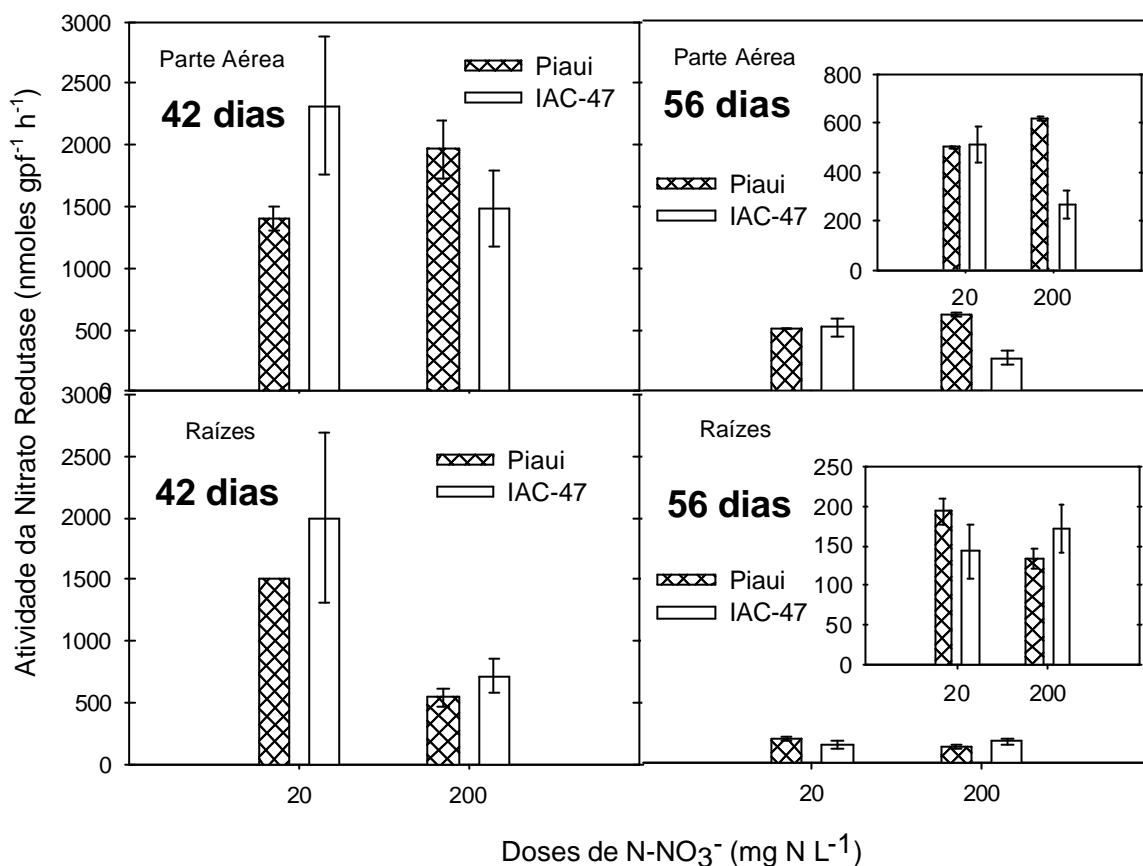 Atividade da Nitrato Redutase (nmoles gpf-1 h-1)
3000
2500
2000
1500
1000
500
0
Parte Aérea
42 dias
Piaui
IAC-47
Parte Aérea
56 dias
Piaui
IAC-47
800
600
400
200
0
20 200
3000
2500
2000
1500
1000
500
0
Raízes
42 dias
Piaui
IAC-47
20 200
Raízes
56 dias
Piaui
IAC-47
250
200
150
100
50
0
20 200
20 200
Doses de N-NO3- (mg N L-1)